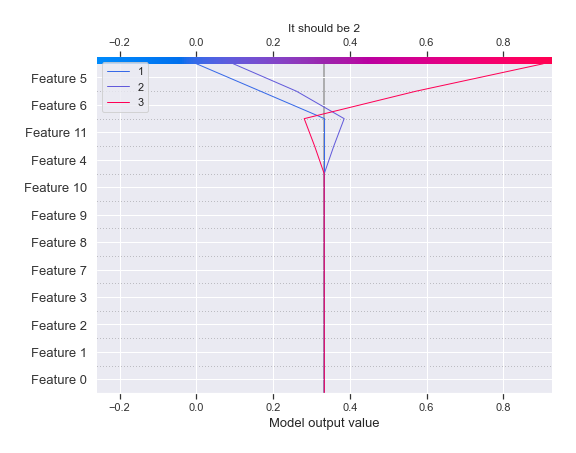 It should be 2
−0.2 0.0 0.2 0.4 0.6 0.8
1
2
3
Feature 5
Feature 6
Feature 11
Feature 4
Feature 10
Feature 9
Feature 8
Feature 7
Feature 3
Feature 2
Feature 1
Feature 0
−0.2 0.0 0.2 0.4 0.6 0.8
Model output value